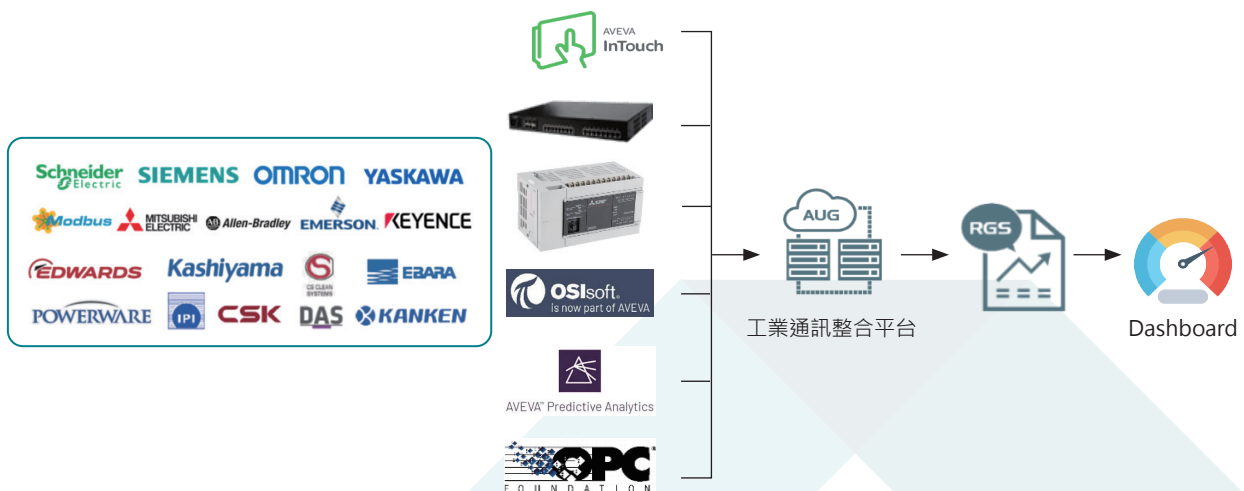 AVEVA
InTouch
Schneider
Electric
SIEMENS
OMRON
YASKAWA
Modbus
MITSUBISHI
ELECTRIC
AB Allen-Bradley
EMERSON
KEYENCE
EDWARDS
Kashiyama
CS CLEAN
SYSTEMS
EBARA
POWERWARE
IPI
CSK
DAS
KANKEN
OSIsoft.
is now part of AVEVA
AVEVA™ Predictive Analytics
OPC
FOUNDATION
AUG
工業通訊整合平台
RGS
Dashboard